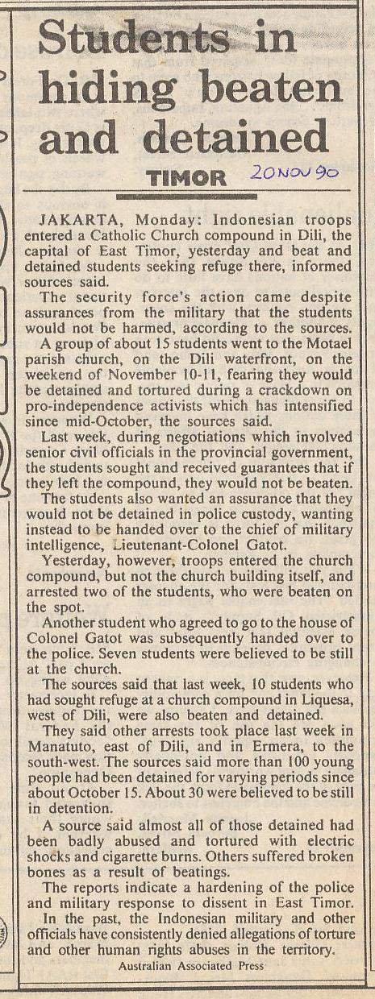 Students in
hiding beaten
and detained
TIMOR 20 NOV 90
JAKARTA, Monday: Indonesian troops
entered a Catholic Church compound in Dili, the
capital of East Timor, yesterday and beat and
detained students seeking refuge there, informed
sources said.
The security force's action came despite
assurances from the military that the students
would not be harmed, according to the sources.
A group of about 15 students went to the Motael
parish church, on the Dili waterfront, on the
weekend of November 10-11, fearing they would
be detained and tortured during a crackdown on
pro-independence activists which has intensified
since mid-October, the sources said.
Last week, during negotiations which involved
senior civil officials in the provincial government,
the students sought and received guarantees that if
they left the compound, they would not be beaten.
The students also wanted an assurance that they
would not be detained in police custody, wanting
instead to be handed over to the chief of military
intelligence, Lieutenant-Colonel Gatot.
Yesterday, however, troops entered the church
compound, but not the church building itself, and
arrested two of the students, who were beaten on
the spot.
Another student who agreed to go to the house of
Colonel Gatot was subsequently handed over to
the police. Seven students were believed to be still
at the church.
The sources said that last week, 10 students who
had sought refuge at a church compound in Liquesa,
west of Dili, were also beaten and detained.
They said other arrests took place last week in
Manatuto, east of Dili, and in Ermera, to the
south-west. The sources said more than 100 young
people had been detained for varying periods since
about October 15. About 30 were believed to be still
in detention.
A source said almost all of those detained had
been badly abused and tortured with electric
shocks and cigarette burns. Others suffered broken
bones as a result of beatings.
The reports indicate a hardening of the police
and military response to dissent in East Timor.
In the past, the Indonesian military and other
officials have consistently denied allegations of torture
and other human rights abuses in the territory.
Australian Associated Press